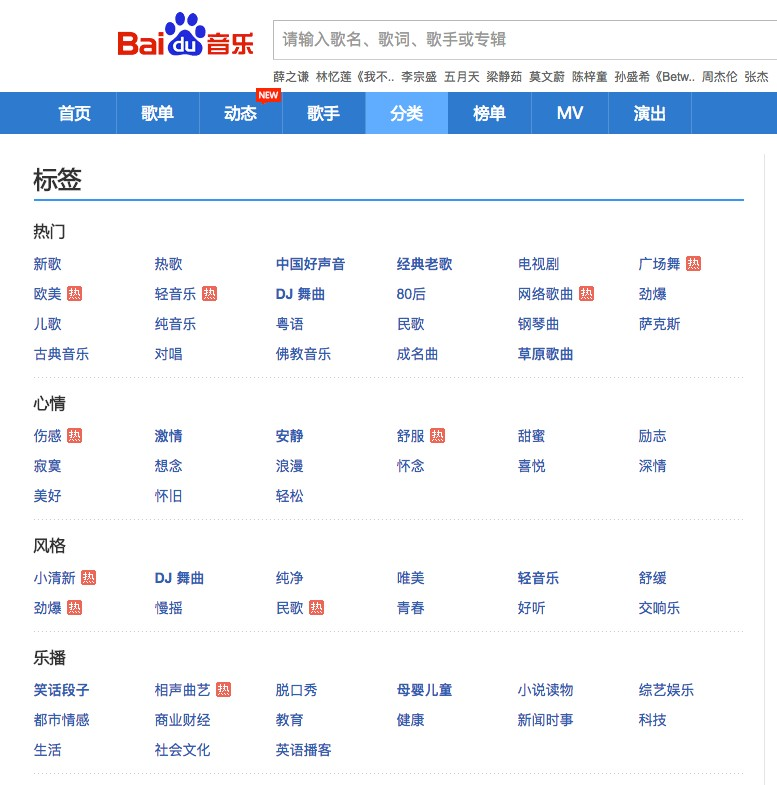 Bai du 音乐
请输入歌名、歌词、歌手或专辑
薛之谦 林忆莲《我不.. 李宗盛 五月天 梁静茹 莫文蔚 陈梓童 孙盛希《Betw.. 周杰伦 张杰
NEW
首页 歌单 动态 歌手 分类 榜单 MV 演出
标签
热门
新歌 热歌 中国好声音 经典老歌 电视剧 广场舞 热
欧美 热 轻音乐 热 DJ 舞曲 80后 网络歌曲 热 劲爆
儿歌 纯音乐 粤语 民歌 钢琴曲 萨克斯
古典音乐 对唱 佛教音乐 成名曲 草原歌曲
心情
伤感 热 激情 安静 舒服 热 甜蜜 励志
寂寞 想念 浪漫 怀念 喜悦 深情
美好 怀旧 轻松
风格
小清新 热 DJ 舞曲 纯净 唯美 轻音乐 舒缓
劲爆 热 慢摇 民歌 热 青春 好听 交响乐
乐播
笑话段子 相声曲艺 热 脱口秀 母婴儿童 小说读物 综艺娱乐
都市情感 商业财经 教育 健康 新闻时事 科技
生活 社会文化 英语播客